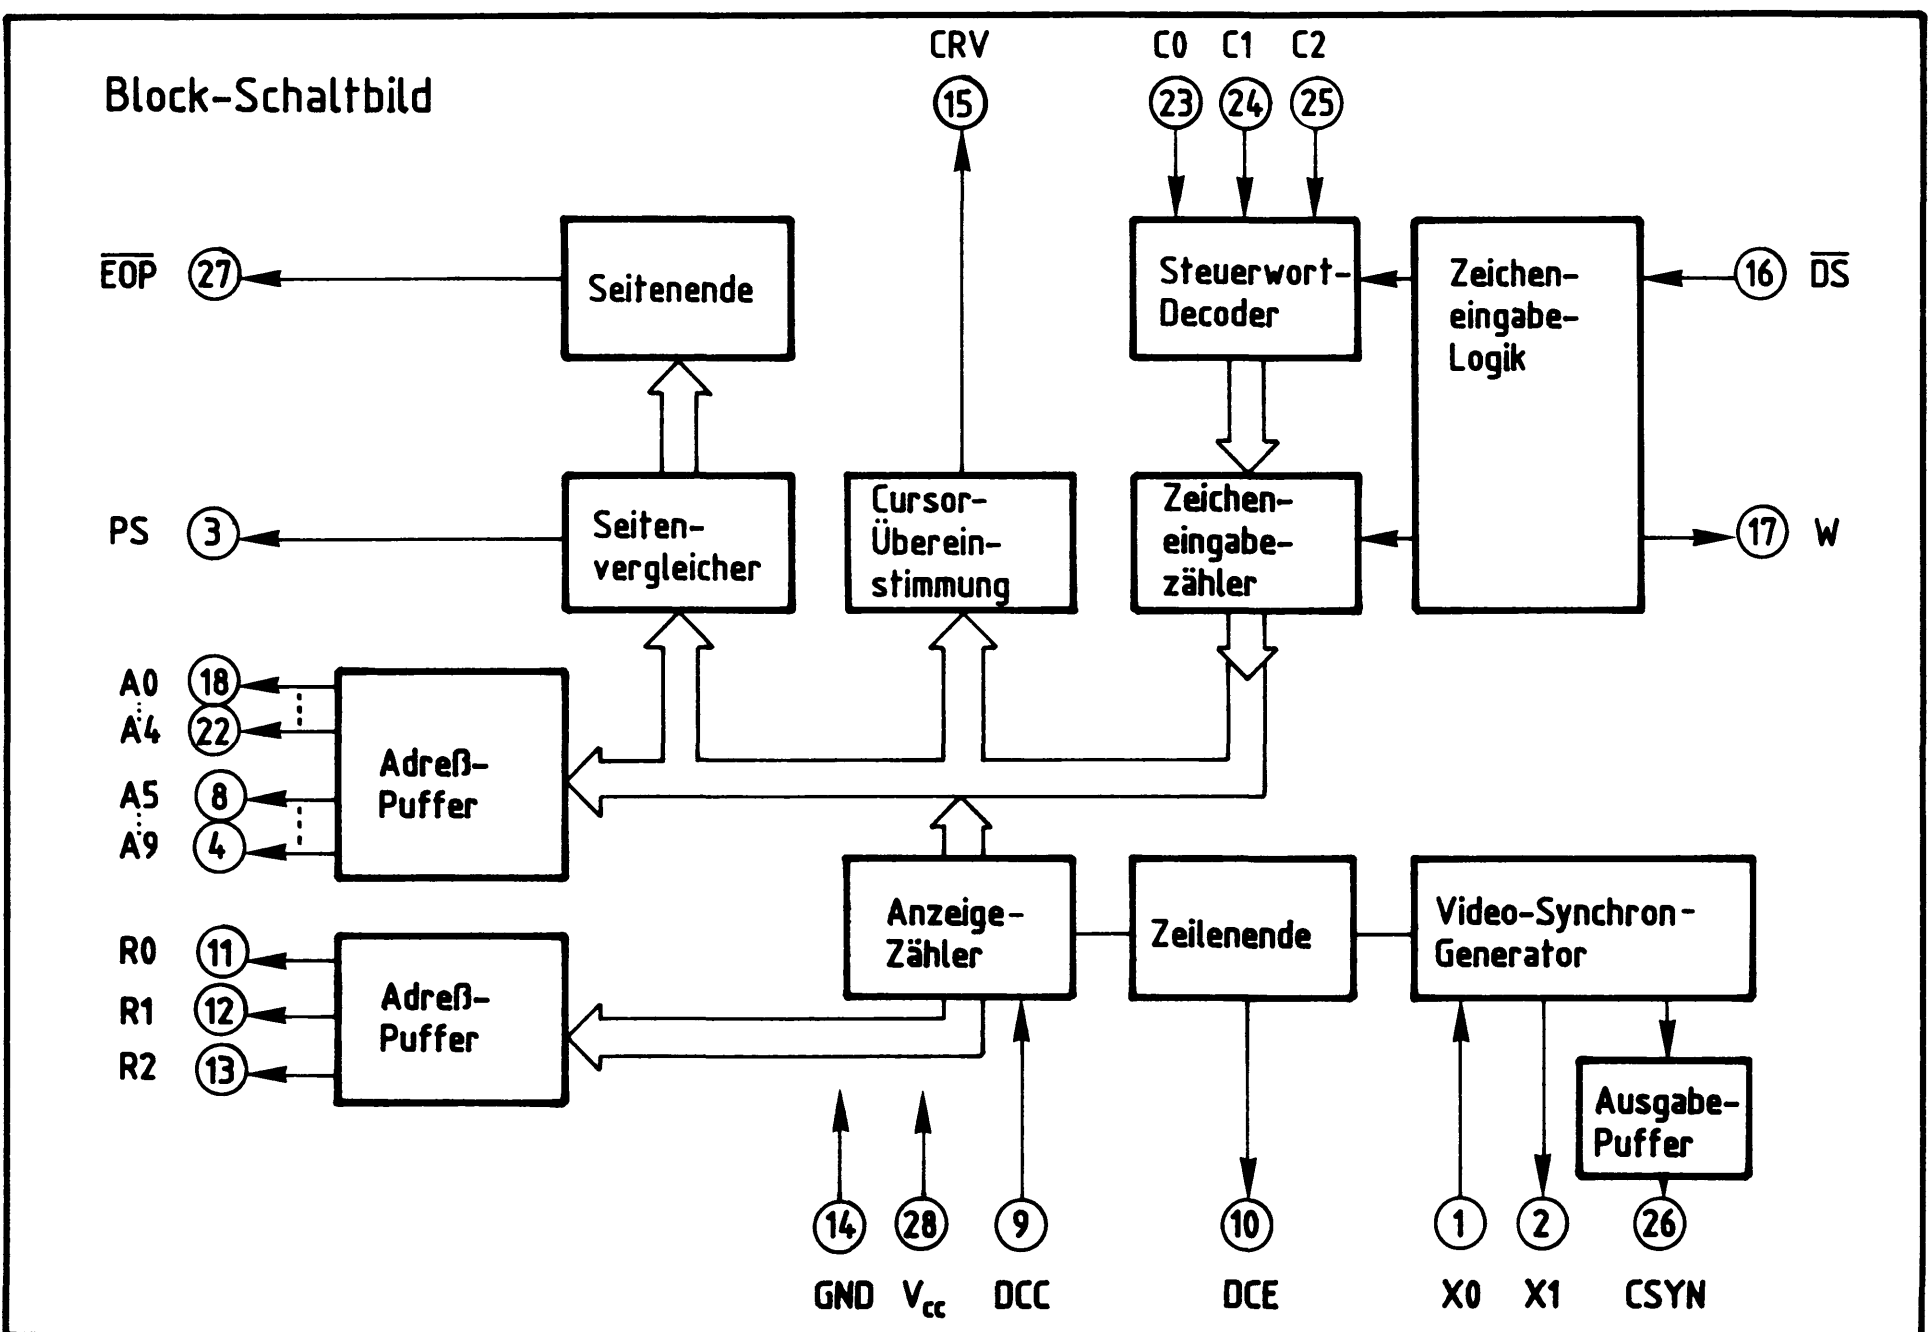 Block-Schaltbild
CRV
C0 C1 C2
15
23 24 25
EOP 27
Seitenende
Steuerwort-
Decoder
Zeichen-
eingabe-
Logik
16 DS
PS 3
Seiten-
vergleicher
Cursor-
Überein-
stimmung
Zeichen-
eingabe-
zähler
17 W
A0 18
A4 22
A5 8
A9 4
Adreß-
Puffer
R0 11
R1 12
R2 13
Adreß-
Puffer
Anzeige-
Zähler
Zeilenende
Video-Synchron-
Generator
Ausgabe-
Puffer
14 28 9 10 1 2 26
GND Vcc DCC DCE X0 X1 CSYN